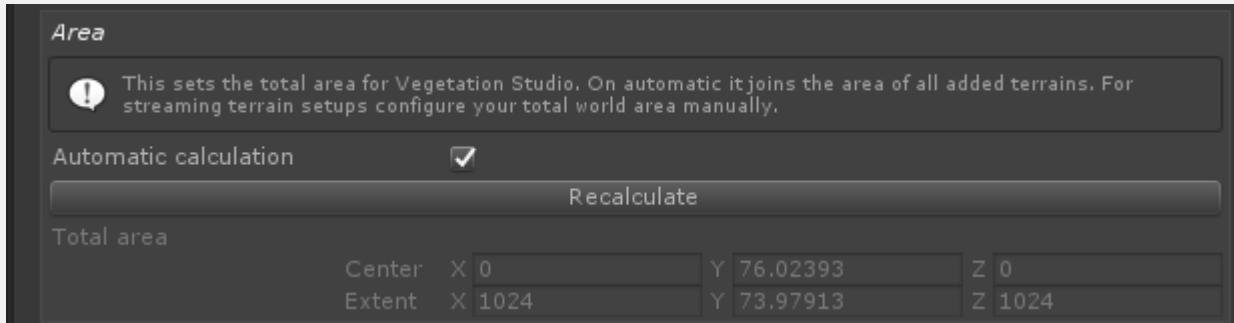 Area
This sets the total area for Vegetation Studio. On automatic it joins the area of all added terrains. For
streaming terrain setups configure your total world area manually.
Automatic calculation
Recalculate
Total area
Center X 0 Y 76.02393 Z 0
Extent X 1024 Y 73.97913 Z 1024